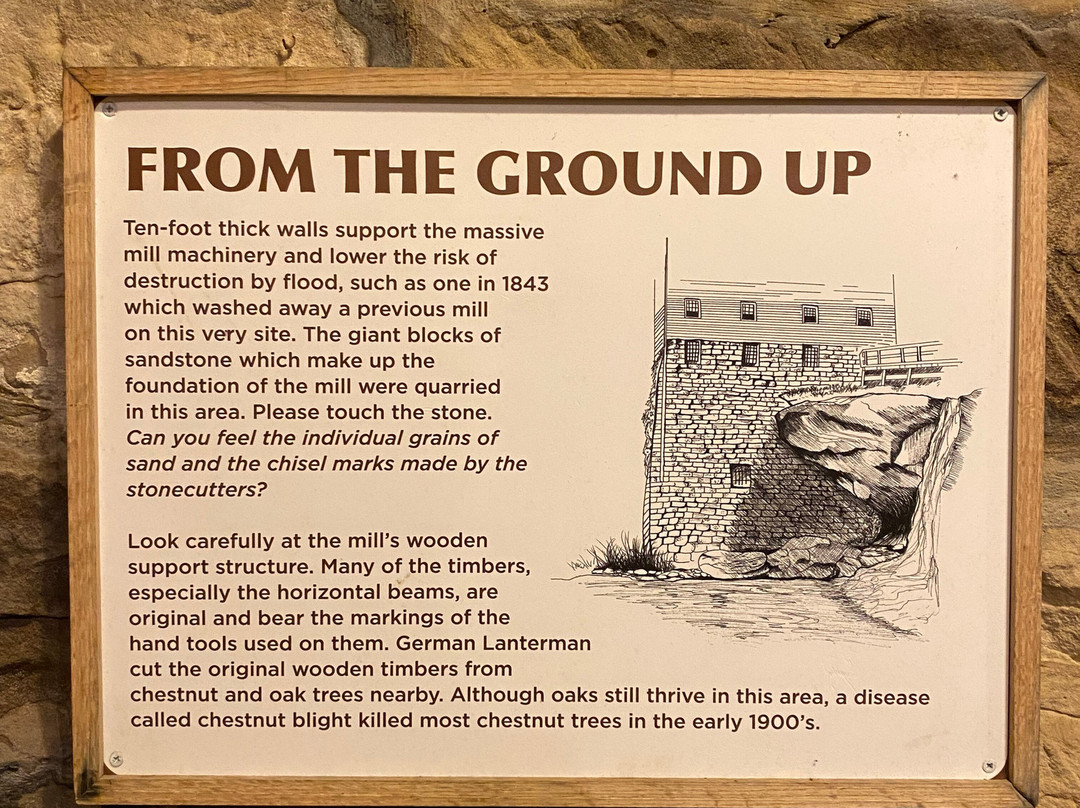 FROM THE GROUND UP
Ten-foot thick walls support the massive
mill machinery and lower the risk of
destruction by flood, such as one in 1843
which washed away a previous mill
on this very site. The giant blocks of
sandstone which make up the
foundation of the mill were quarried
in this area. Please touch the stone.
Can you feel the individual grains of
sand and the chisel marks made by the
stonecutters?
Look carefully at the mill's wooden
support structure. Many of the timbers,
especially the horizontal beams, are
original and bear the markings of the
hand tools used on them. German Lanterman
cut the original wooden timbers from
chestnut and oak trees nearby. Although oaks still thrive in this area, a disease
called chestnut blight killed most chestnut trees in the early 1900's.